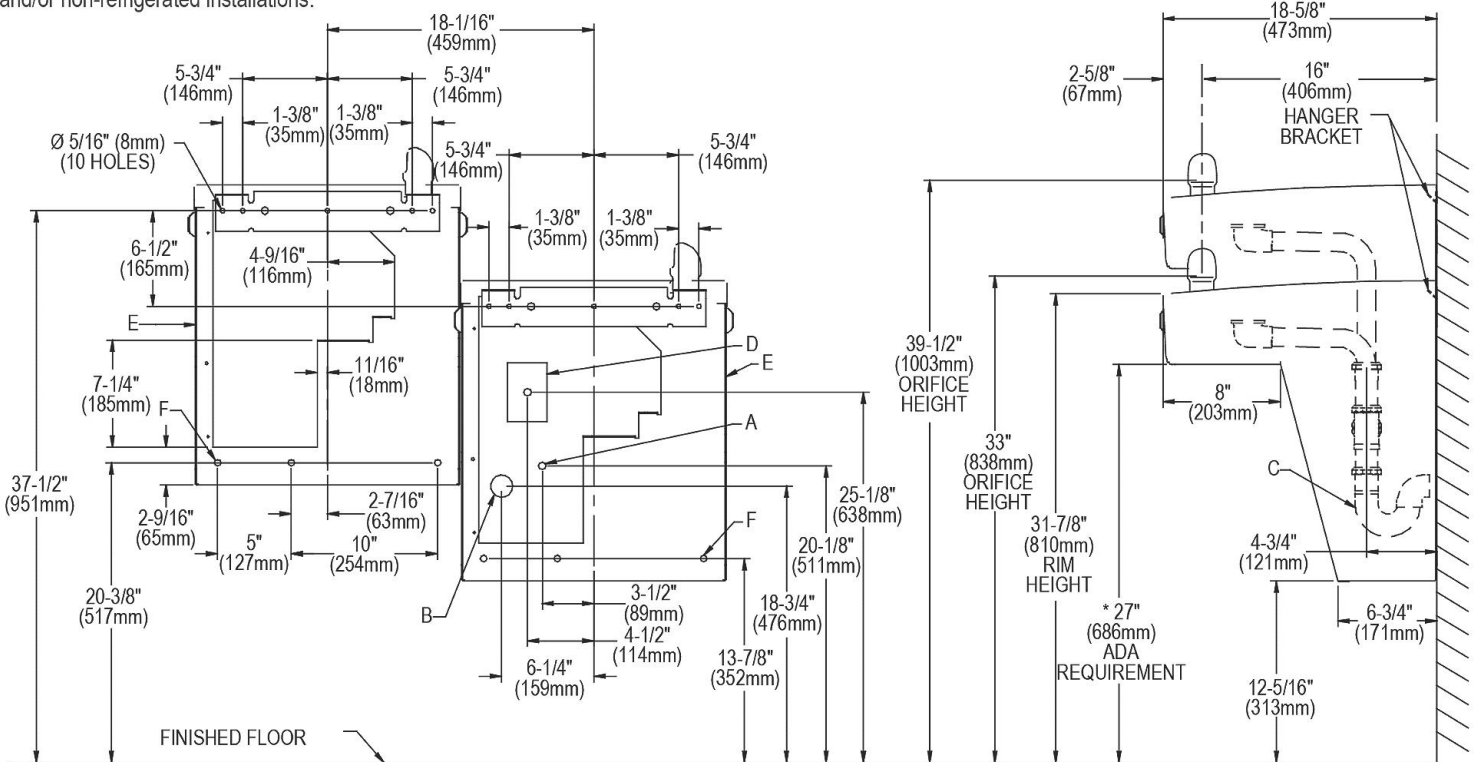 and/or non-refrigerated installations.
18-1/16"
(459mm)
5-3/4"
(146mm)
5-3/4"
(146mm)
1-3/8"
(35mm)
1-3/8"
(35mm)
Ø 5/16" (8mm)
(10 HOLES)
5-3/4"
(146mm)
5-3/4"
(146mm)
1-3/8"
(35mm)
1-3/8"
(35mm)
6-1/2"
(165mm)
4-9/16"
(116mm)
E
11/16"
(18mm)
7-1/4"
(185mm)
F
D
E
A
37-1/2"
(951mm)
2-9/16"
(65mm)
2-7/16"
(63mm)
5"
(127mm)
10"
(254mm)
20-3/8"
(517mm)
B
F
3-1/2"
(89mm)
4-1/2"
(114mm)
6-1/4"
(159mm)
25-1/8"
(638mm)
20-1/8"
(511mm)
18-3/4"
(476mm)
13-7/8"
(352mm)
FINISHED FLOOR
18-5/8"
(473mm)
2-5/8"
(67mm)
16"
(406mm)
HANGER
BRACKET
39-1/2"
(1003mm)
ORIFICE
HEIGHT
33"
(838mm)
ORIFICE
HEIGHT
31-7/8"
(810mm)
RIM
HEIGHT
* 27"
(686mm)
ADA
REQUIREMENT
8"
(203mm)
C
4-3/4"
(121mm)
6-3/4"
(171mm)
12-5/16"
(313mm)